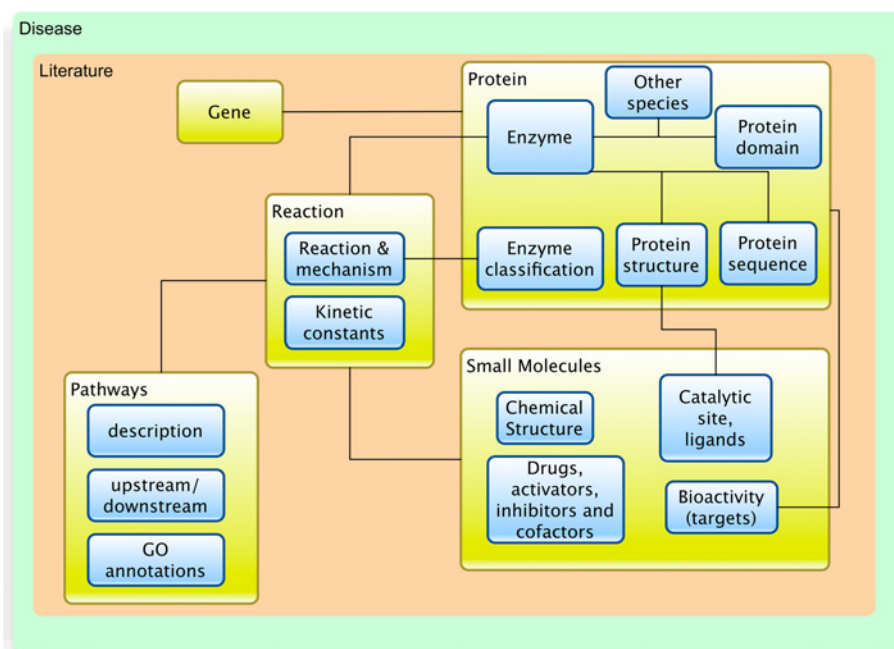 Disease
Literature
Gene
Protein
Other
species
Enzyme
Protein
domain
Reaction
Reaction &
mechanism
Kinetic
constants
Enzyme
classification
Protein
structure
Protein
sequence
Pathways
description
upstream/
downstream
GO
annotations
Small Molecules
Chemical
Structure
Catalytic
site,
ligands
Drugs,
activators,
inhibitors and
cofactors
Bioactivity
(targets)